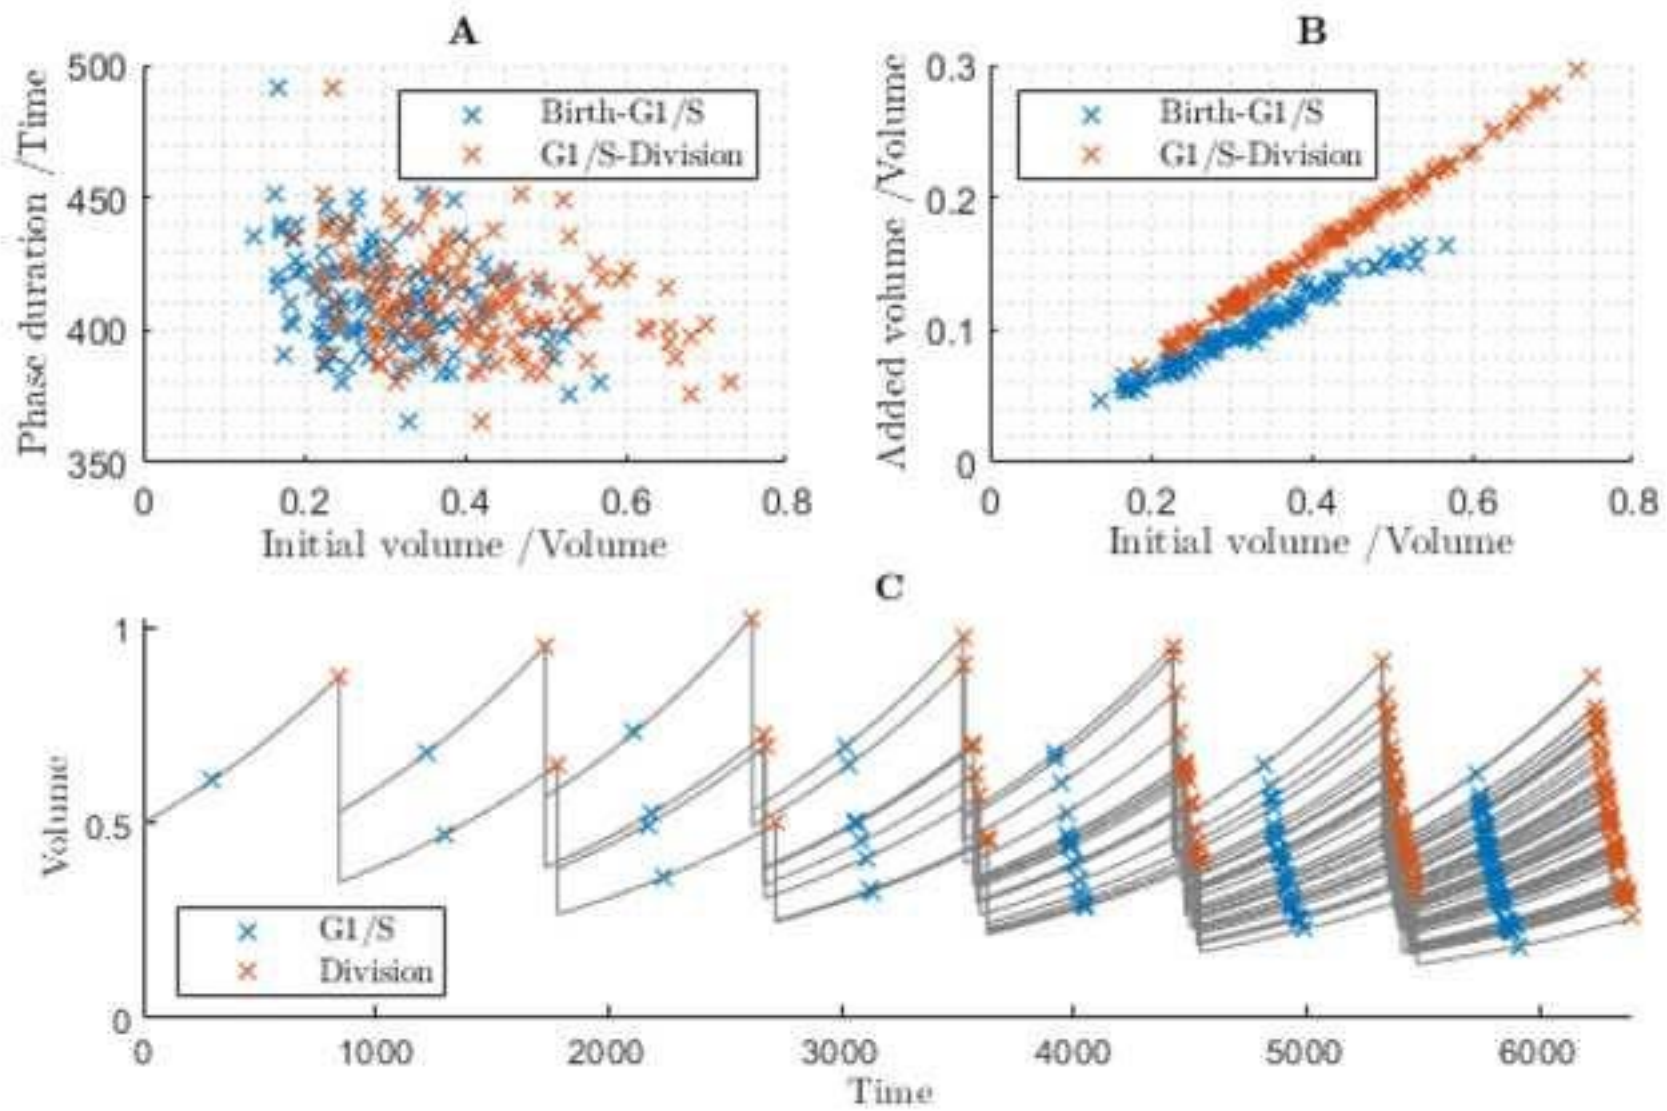 A
Phase duration /Time
500
450
400
350
Birth-G1/S
G1/S-Division
0 0.2 0.4 0.6 0.8
Initial volume /Volume
B
Added volume /Volume
0.3
0.2
0.1
0
Birth-G1/S
G1/S-Division
0 0.2 0.4 0.6 0.8
Initial volume /Volume
C
Volume
1
0.5
0
G1/S
Division
0 1000 2000 3000 4000 5000 6000
Time